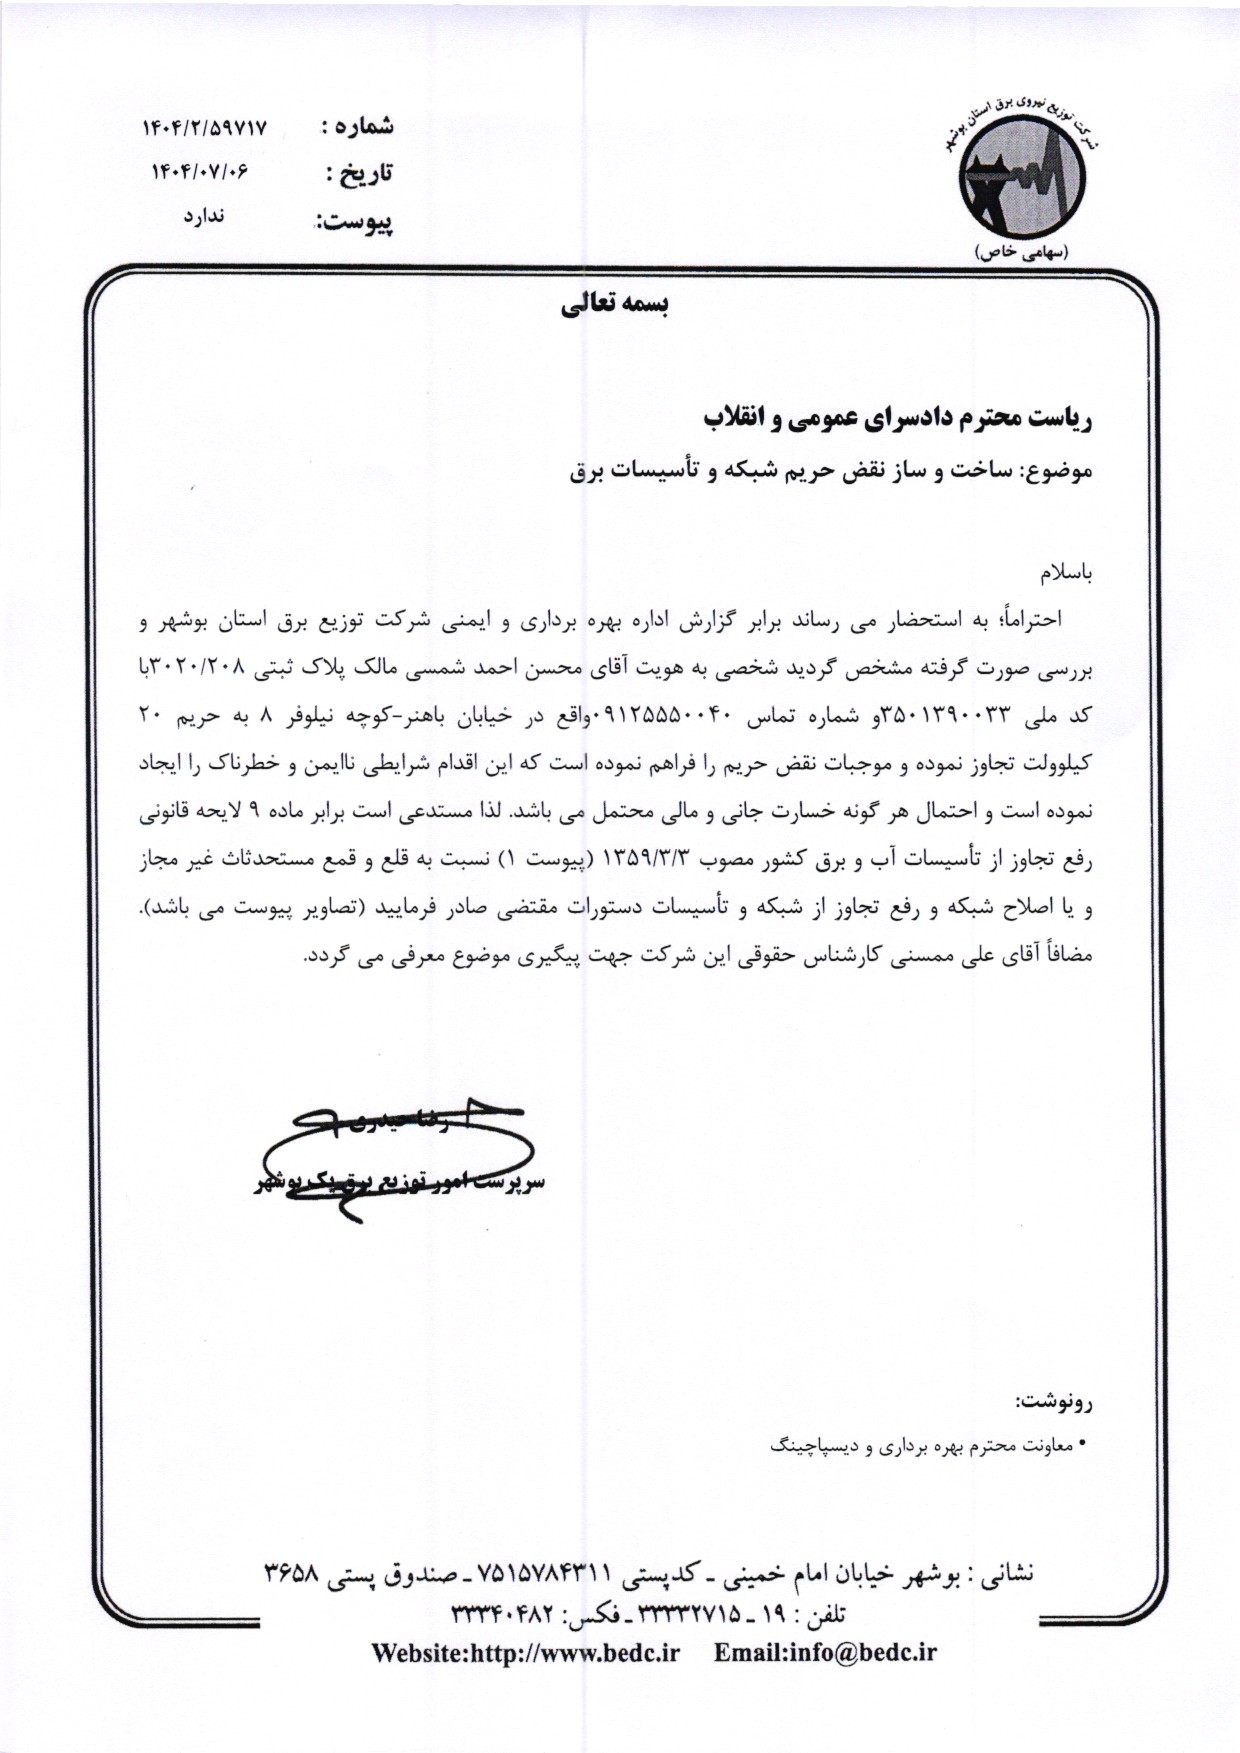 شرکت توزیع نیروی برق استان بوشهر
(سهامی خاص)
شماره : ۱۴۰۴/۲/۵۹۷۱۷
تاریخ : ۱۴۰۴/۰۷/۰۶
پیوست: ندارد
بسمه تعالی
ریاست محترم دادسرای عمومی و انقلاب
موضوع: ساخت و ساز نقض حریم شبکه و تأسیسات برق
باسلام
احتراماً؛ به استحضار می رساند برابر گزارش اداره بهره برداری و ایمنی شرکت توزیع برق استان بوشهر و
بررسی صورت گرفته مشخص گردید شخصی به هویت آقای محسن احمد شمسی مالک پلاک ثبتی ۳۰۲۰/۲۰۸با
کد ملی ۳۵۰۱۳۹۰۰۳۳و شماره تماس ۰۹۱۲۵۵۵۰۰۴۰واقع در خیابان باهنر-کوچه نیلوفر ۸ به حریم ۲۰
کیلوولت تجاوز نموده و موجبات نقض حریم را فراهم نموده است که این اقدام شرایطی ناایمن و خطرناک را ایجاد
نموده است و احتمال هر گونه خسارت جانی و مالی محتمل می باشد. لذا مستدعی است برابر ماده ۹ لایحه قانونی
رفع تجاوز از تأسیسات آب و برق کشور مصوب ۱۳۵۹/۳/۳ (پیوست ۱) نسبت به قلع و قمع مستحدثاث غیر مجاز
و یا اصلاح شبکه و رفع تجاوز از شبکه و تأسیسات دستورات مقتضی صادر فرمایید (تصاویر پیوست می باشد).
مضافاً آقای علی ممسنی کارشناس حقوقی این شرکت جهت پیگیری موضوع معرفی می گردد.
رضا حیدری
سرپرست امور توزیع برق یک بوشهر
رونوشت:
• معاونت محترم بهره برداری و دیسپاچینگ
نشانی : بوشهر خیابان امام خمینی ـ کدپستی ۷۵۱۵۷۸۴۳۱۱ ـ صندوق پستی ۳۶۵۸
تلفن : ۱۹ ـ ۳۳۳۳۲۷۱۵ ـ فکس: ۳۳۳۴۰۴۸۲
Website:http://www.bedc.ir Email:info@bedc.ir